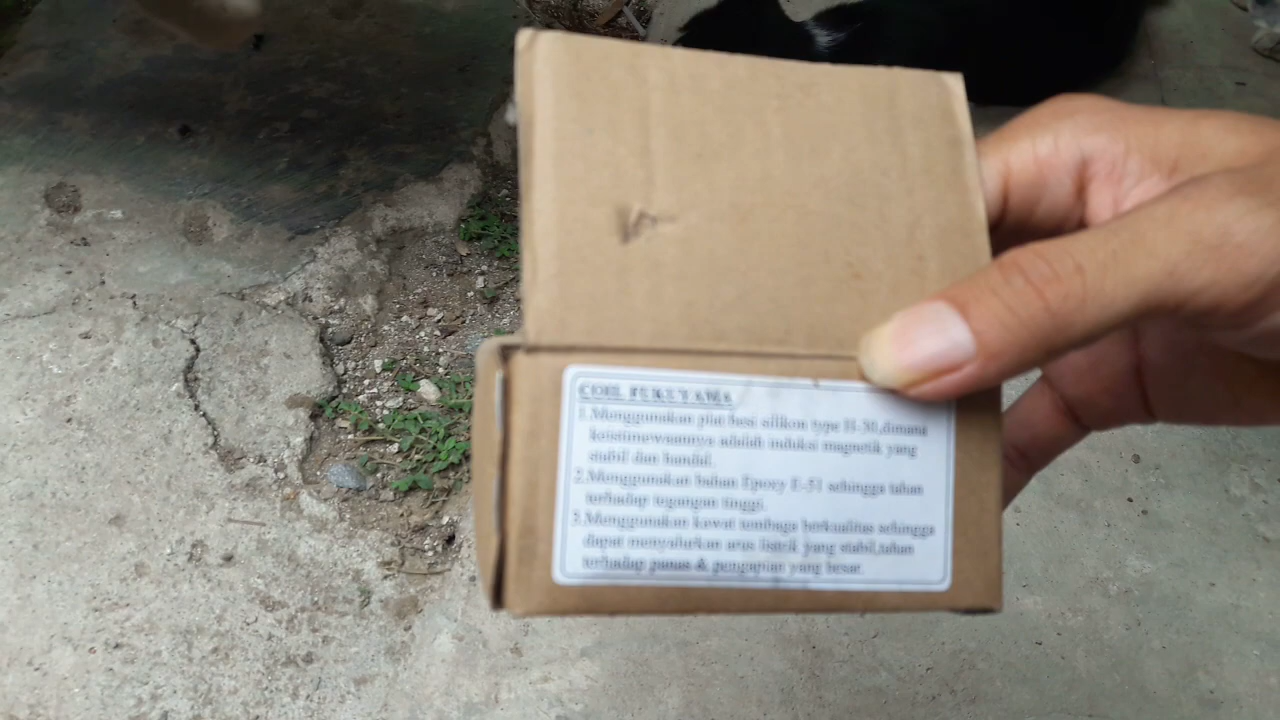 COIL FUKUYAMA
1.Menggunakan plat besi silikon type H-50,dimana
keistimewaannya adalah induksi magnetik yang
stabil dan handal.
2.Menggunakan bahan Epoxy E-51 sehingga tahan
terhadap tegangan tinggi.
3.Menggunakan kawat tembaga berkualitas sehingga
dapat menyalurkan arus listrik yang stabil,tahan
terhadap panas & pengapian yang besar.